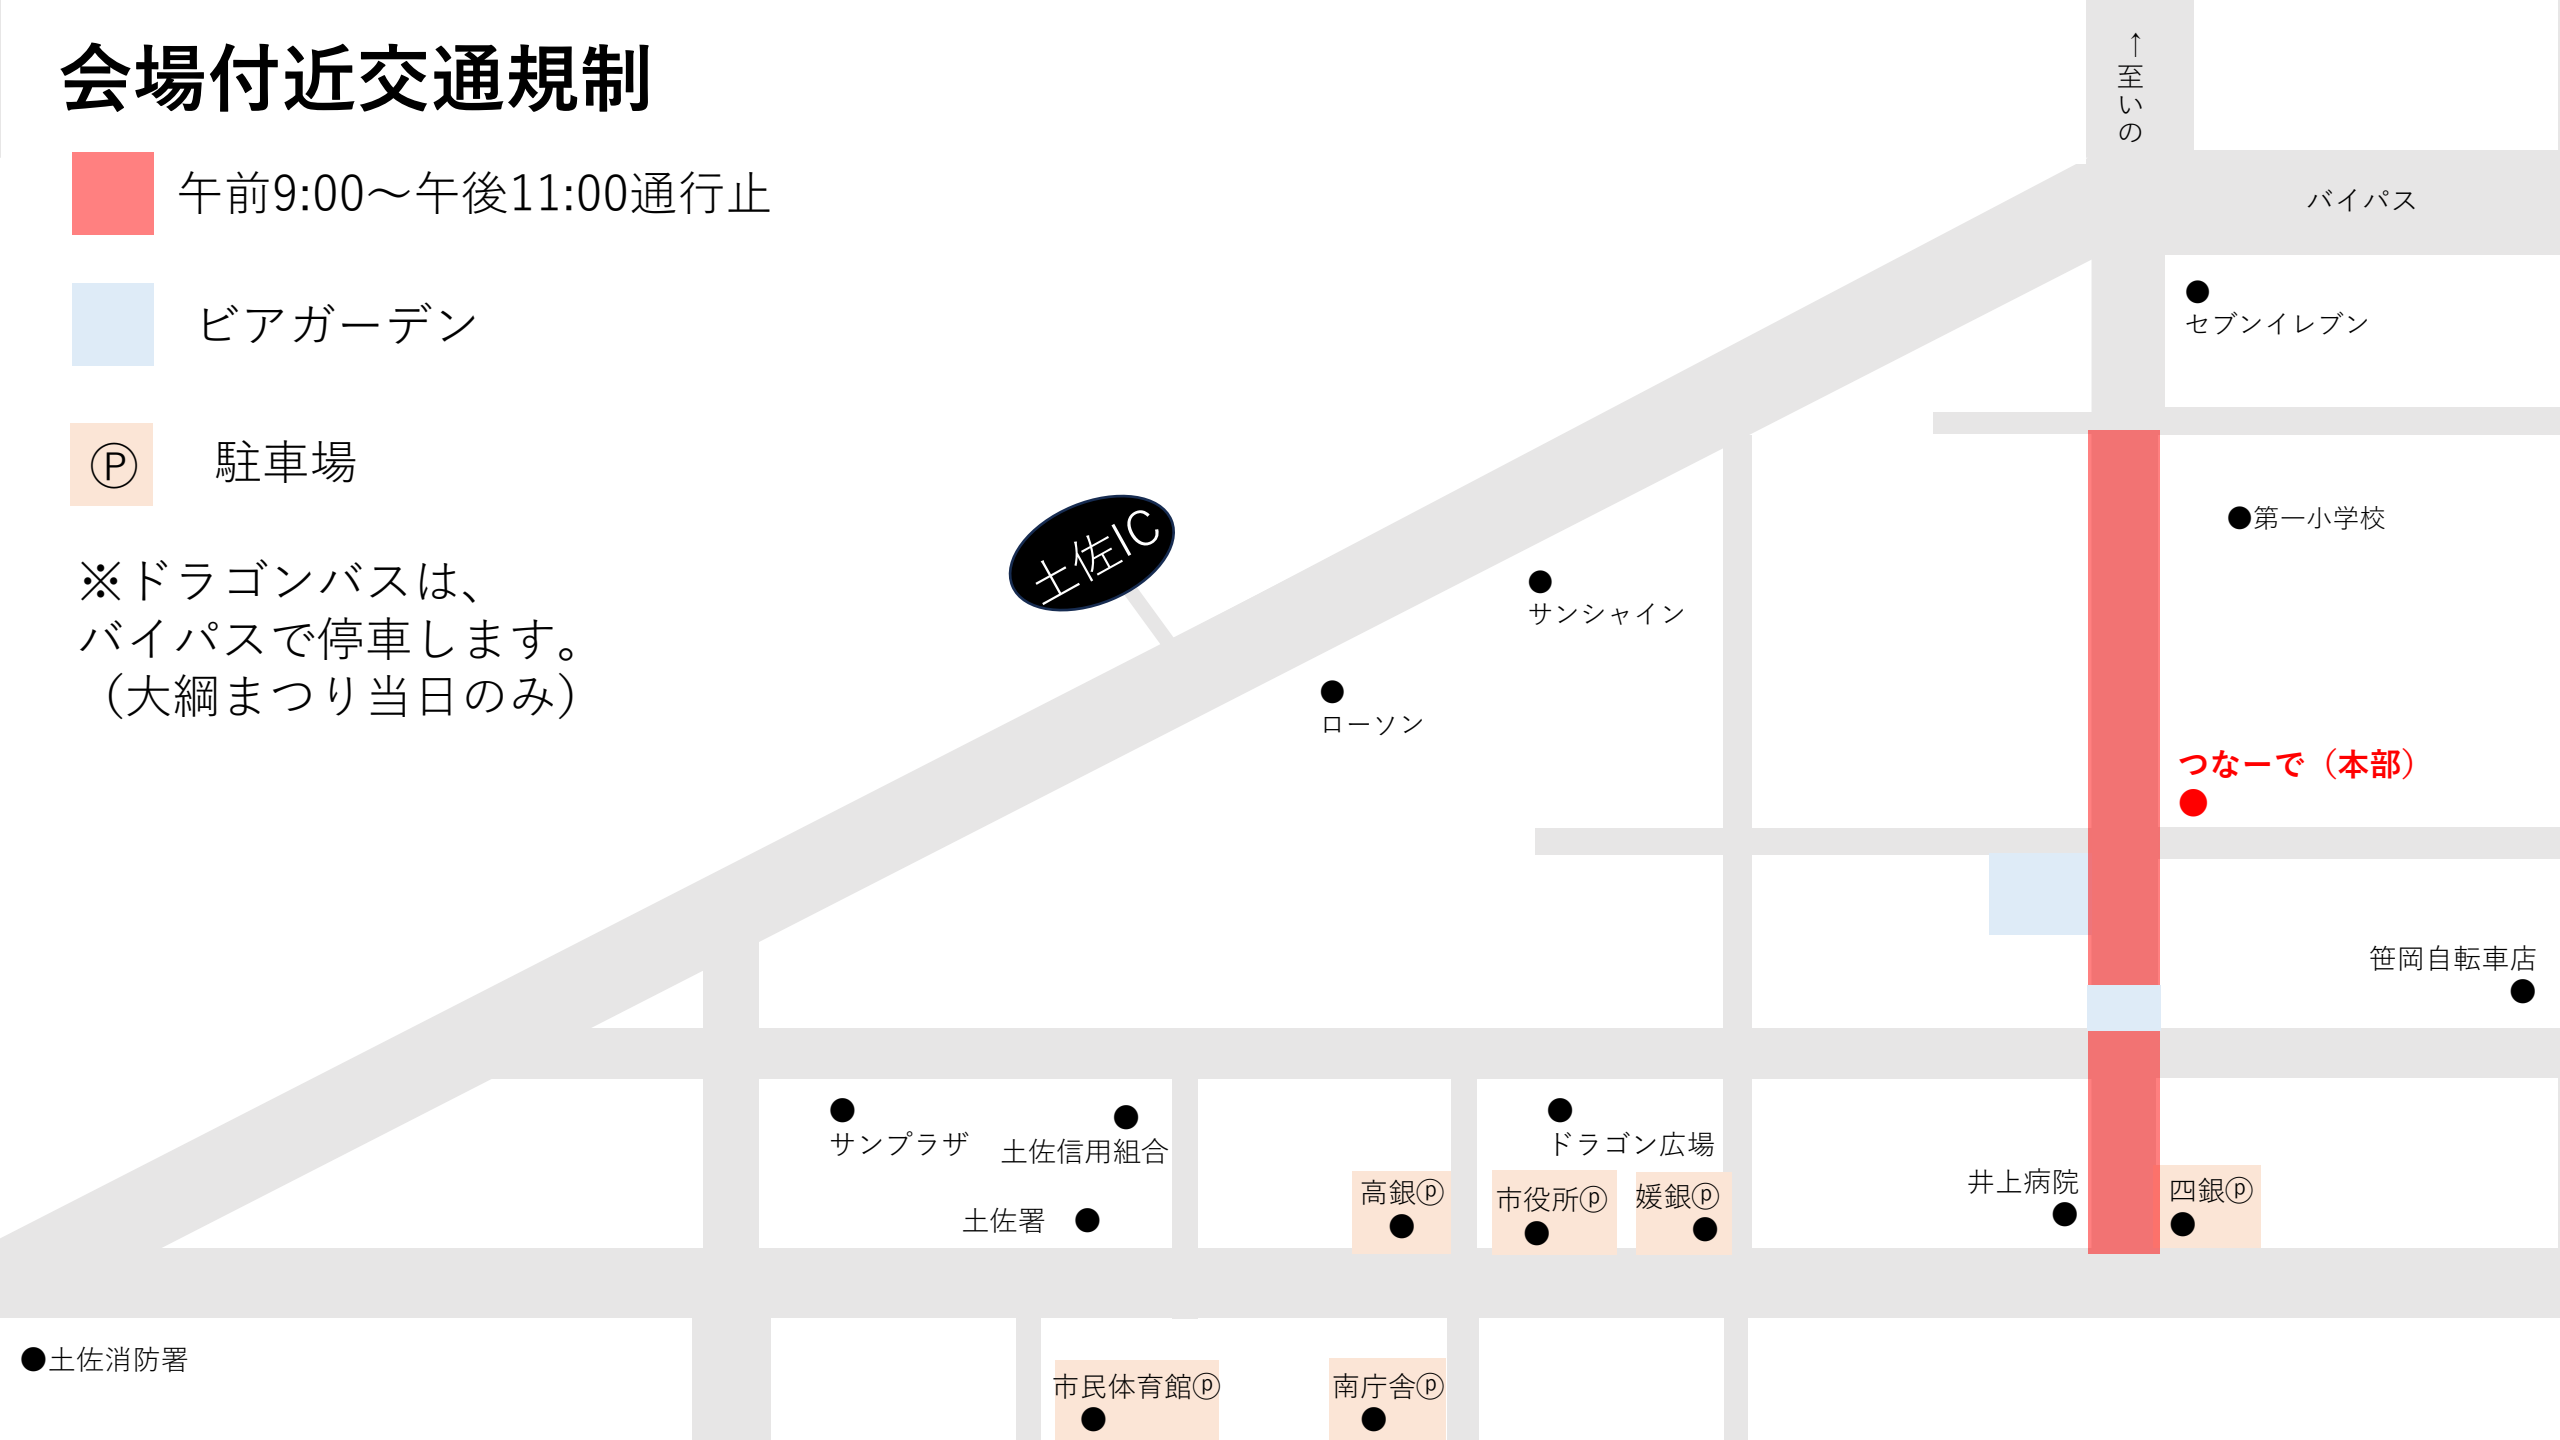 会場付近交通規制
午前9:00～午後11:00通行止
ビアガーデン
Ⓟ 駐車場
※ドラゴンバスは、
バイパスで停車します。
（大綱まつり当日のみ）
↑至いの
バイパス
●
セブンイレブン
●第一小学校
土佐IC
●
サンシャイン
●
ローソン
つなーで（本部）
●
笹岡自転車店
●
●
サンプラザ
●
土佐信用組合
土佐署 ●
●
ドラゴン広場
高銀ⓟ
●
市役所ⓟ
●
媛銀ⓟ
●
井上病院
●
四銀ⓟ
●
●土佐消防署
市民体育館ⓟ
●
南庁舎ⓟ
●